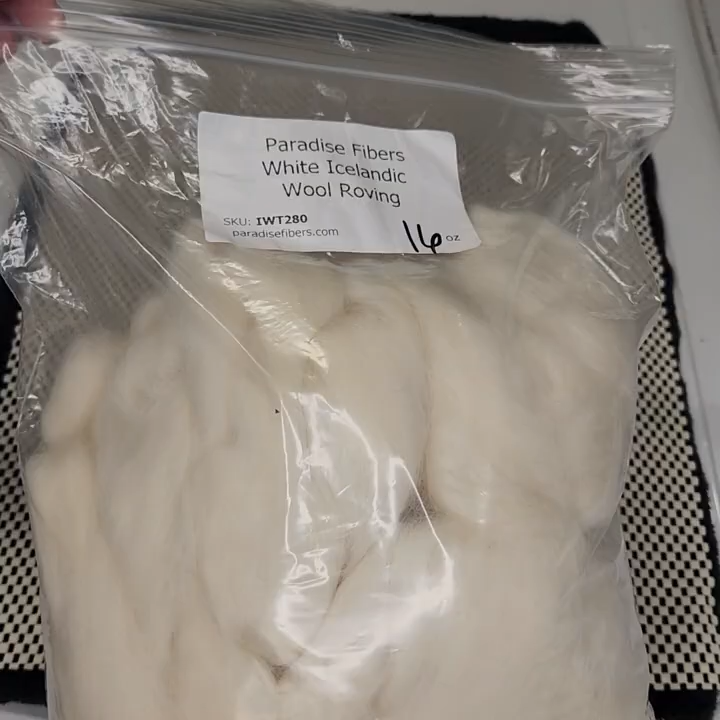 Paradise Fibers
White Icelandic
Wool Roving
SKU: IWT280
paradisefibers.com
16 oz